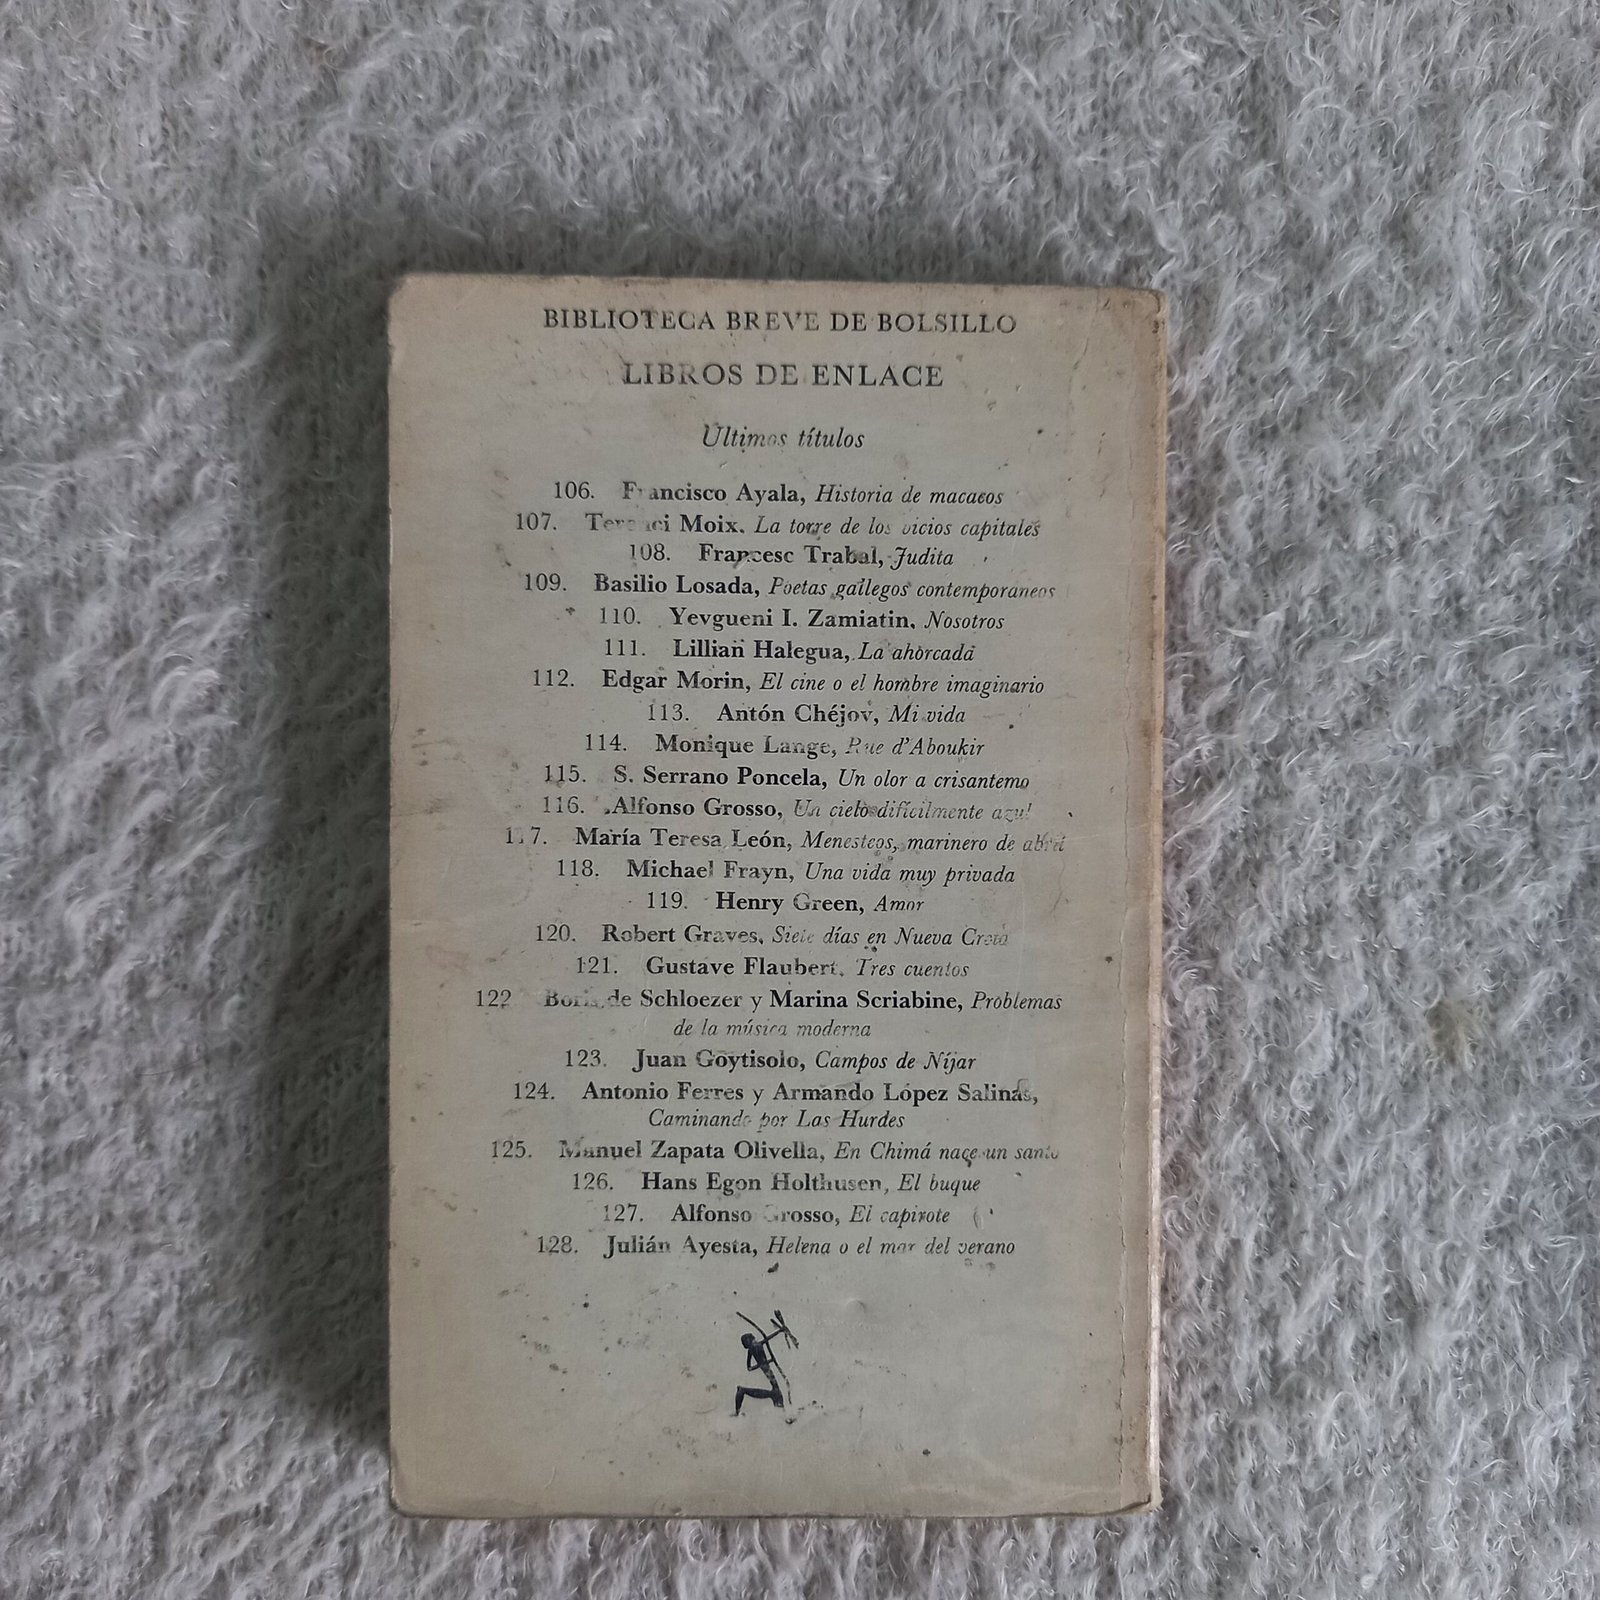 BIBLIOTECA BREVE DE BOLSILLO
LIBROS DE ENLACE
Ultimos títulos
106. Francisco Ayala, Historia de macacos
107. Terenci Moix. La torre de los vicios capitales
108. Francesc Trabal, Judita
109. Basilio Losada, Poetas gallegos contemporaneos
110. Yevgueni I. Zamiatin. Nosotros
111. Lillian Halegua, La ahorcada
112. Edgar Morin, El cine o el hombre imaginario
113. Antón Chéjov, Mi vida
114. Monique Lange, Rue d'Aboukir
115. S. Serrano Poncela, Un olor a crisantemo
116. Alfonso Grosso, Un cielo difícilmente azul
117. María Teresa León, Menesteos, marinero de abril
118. Michael Frayn, Una vida muy privada
119. Henry Green, Amor
120. Robert Graves, Siete días en Nueva Creta
121. Gustave Flaubert. Tres cuentos
122 Boris de Schloezer y Marina Scriabine, Problemas
de la música moderna
123. Juan Goytisolo, Campos de Níjar
124. Antonio Ferres y Armando López Salinas,
Caminando por Las Hurdes
125. Manuel Zapata Olivella, En Chimá nace un santo
126. Hans Egon Holthusen, El buque
127. Alfonso Grosso, El capirote
128. Julián Ayesta, Helena o el mar del verano